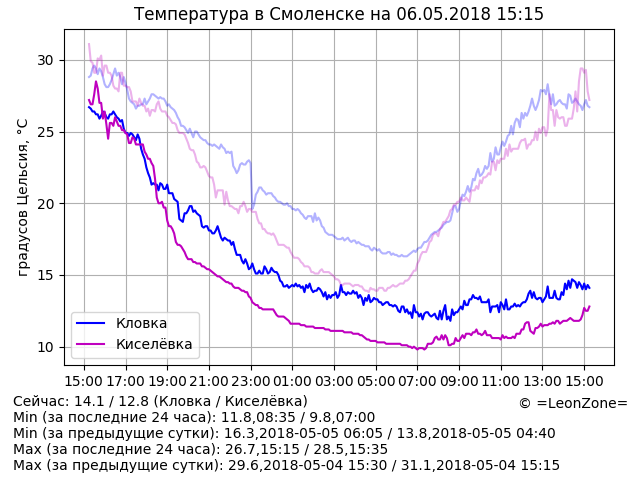 Температура в Смоленске на 06.05.2018 15:15
30
25
20
15
10
градусов Цельсия, °C
Кловка
Киселёвка
15:00 17:00 19:00 21:00 23:00 01:00 03:00 05:00 07:00 09:00 11:00 13:00 15:00
Сейчас: 14.1 / 12.8 (Кловка / Киселёвка)
© =LeonZone=
Min (за последние 24 часа): 11.8,08:35 / 9.8,07:00
Min (за предыдущие сутки): 16.3,2018-05-05 06:05 / 13.8,2018-05-05 04:40
Max (за последние 24 часа): 26.7,15:15 / 28.5,15:35
Max (за предыдущие сутки): 29.6,2018-05-04 15:30 / 31.1,2018-05-04 15:15